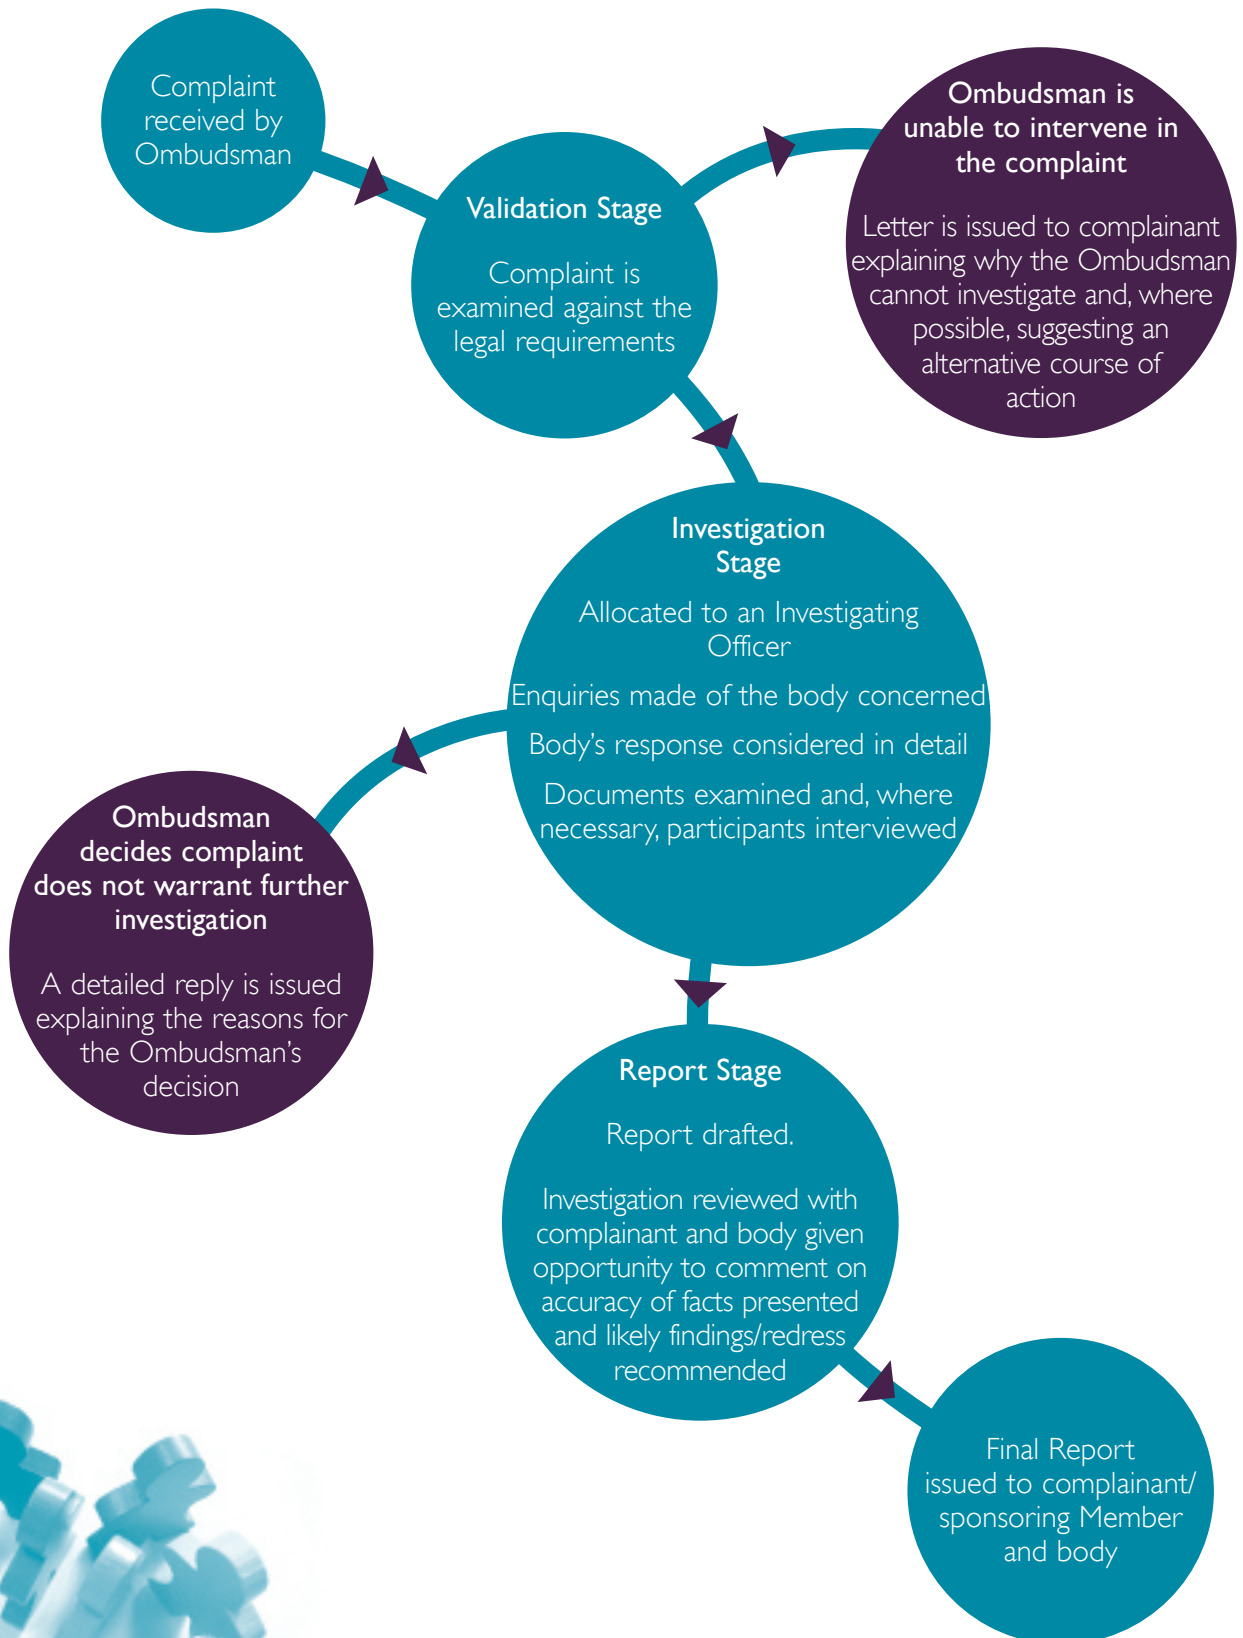 Complaint
received by
Ombudsman
Validation Stage
Complaint is
examined against the
legal requirements
Ombudsman is
unable to intervene in
the complaint
Letter is issued to complainant
explaining why the Ombudsman
cannot investigate and, where
possible, suggesting an
alternative course of
action
Investigation
Stage
Allocated to an Investigating
Officer
Enquiries made of the body concerned
Body’s response considered in detail
Documents examined and, where
necessary, participants interviewed
Ombudsman
decides complaint
does not warrant further
investigation
A detailed reply is issued
explaining the reasons for
the Ombudsman’s
decision
Report Stage
Report drafted.
Investigation reviewed with
complainant and body given
opportunity to comment on
accuracy of facts presented
and likely findings/redress
recommended
Final Report
issued to complainant/
sponsoring Member
and body